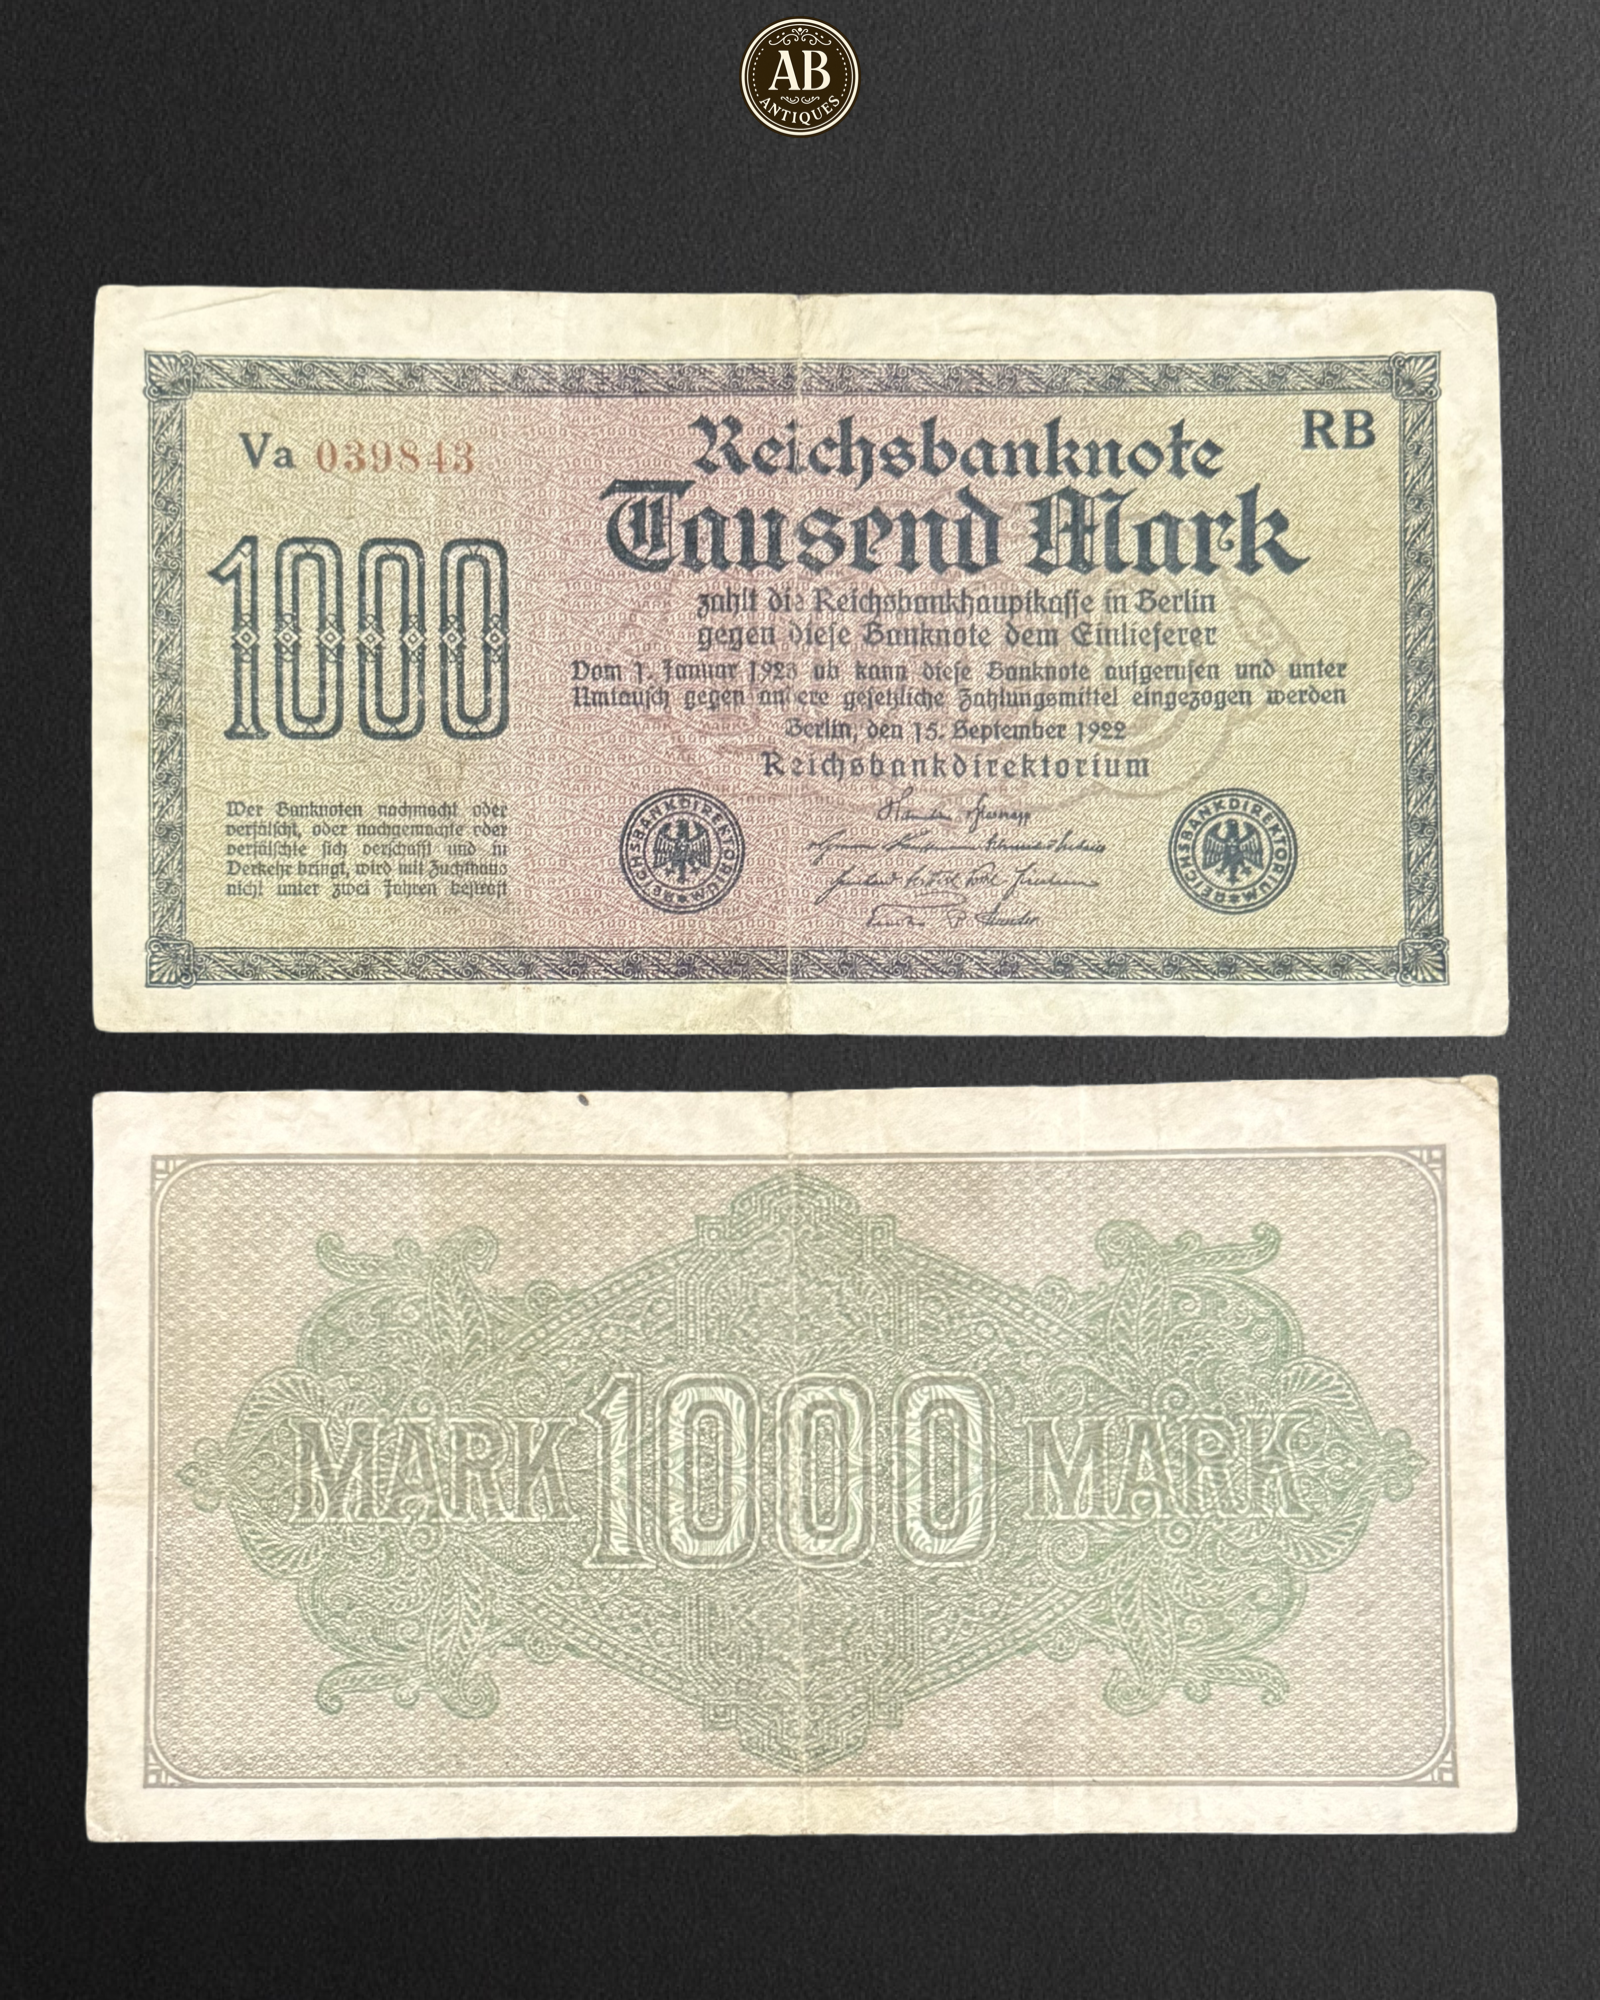 AB
ANTIQUES
Va 039843
RB
Reichsbanknote
Tausend Mark
1000
zahlt die Reichsbankhauptkasse in Berlin
gegen diese Banknote dem Einlieferer
Vom 1. Januar 1923 ab kann diese Banknote aufgerufen und unter
Umtausch gegen andere gesetzliche Zahlungsmittel eingezogen werden
Berlin, den 15. September 1922
Reichsbankdirektorium
Wer Banknoten nachmacht oder
verfälscht, oder nachgemachte oder
verfälschte sich verschafft und in
Verkehr bringt, wird mit Zuchthaus
nicht unter zwei Jahren bestraft
REICHSBANKDIREKTORIUM
REICHSBANKDIREKTORIUM
MARK 1000 MARK